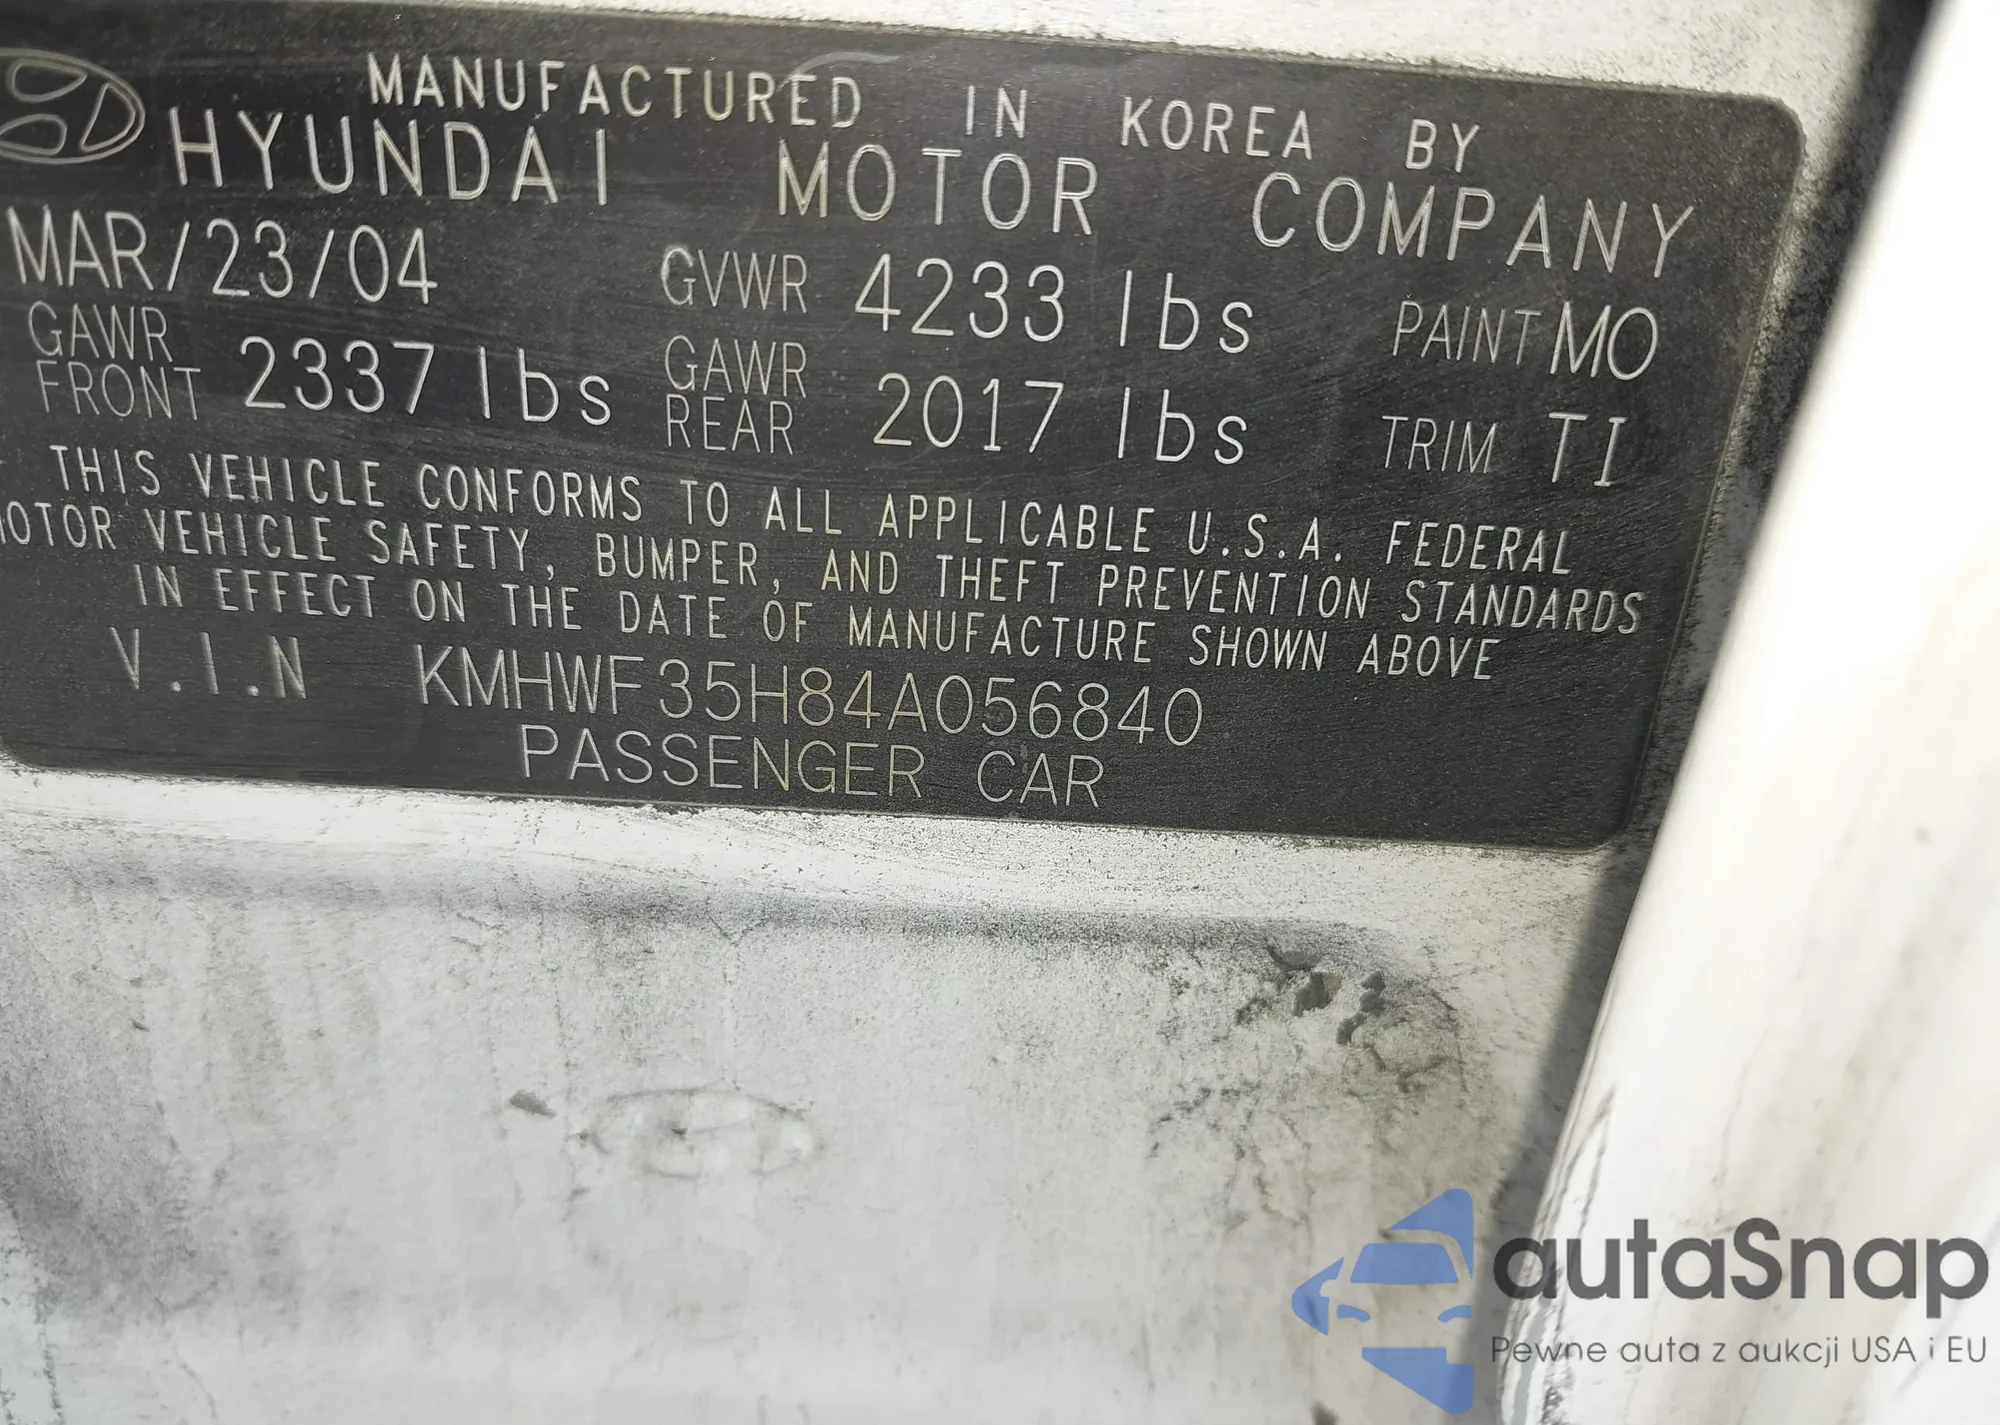 MANUFACTURED IN KOREA BY
HYUNDAI MOTOR COMPANY
MAR/23/04 GVWR 4233 lbs PAINT MO
GAWR FRONT 2337 lbs GAWR REAR 2017 lbs TRIM TI
THIS VEHICLE CONFORMS TO ALL APPLICABLE U.S.A. FEDERAL
MOTOR VEHICLE SAFETY, BUMPER, AND THEFT PREVENTION STANDARDS
IN EFFECT ON THE DATE OF MANUFACTURE SHOWN ABOVE
V.I.N KMHWF35H84A056840
PASSENGER CAR
autaSnap
Pewne auta z aukcji USA i EU